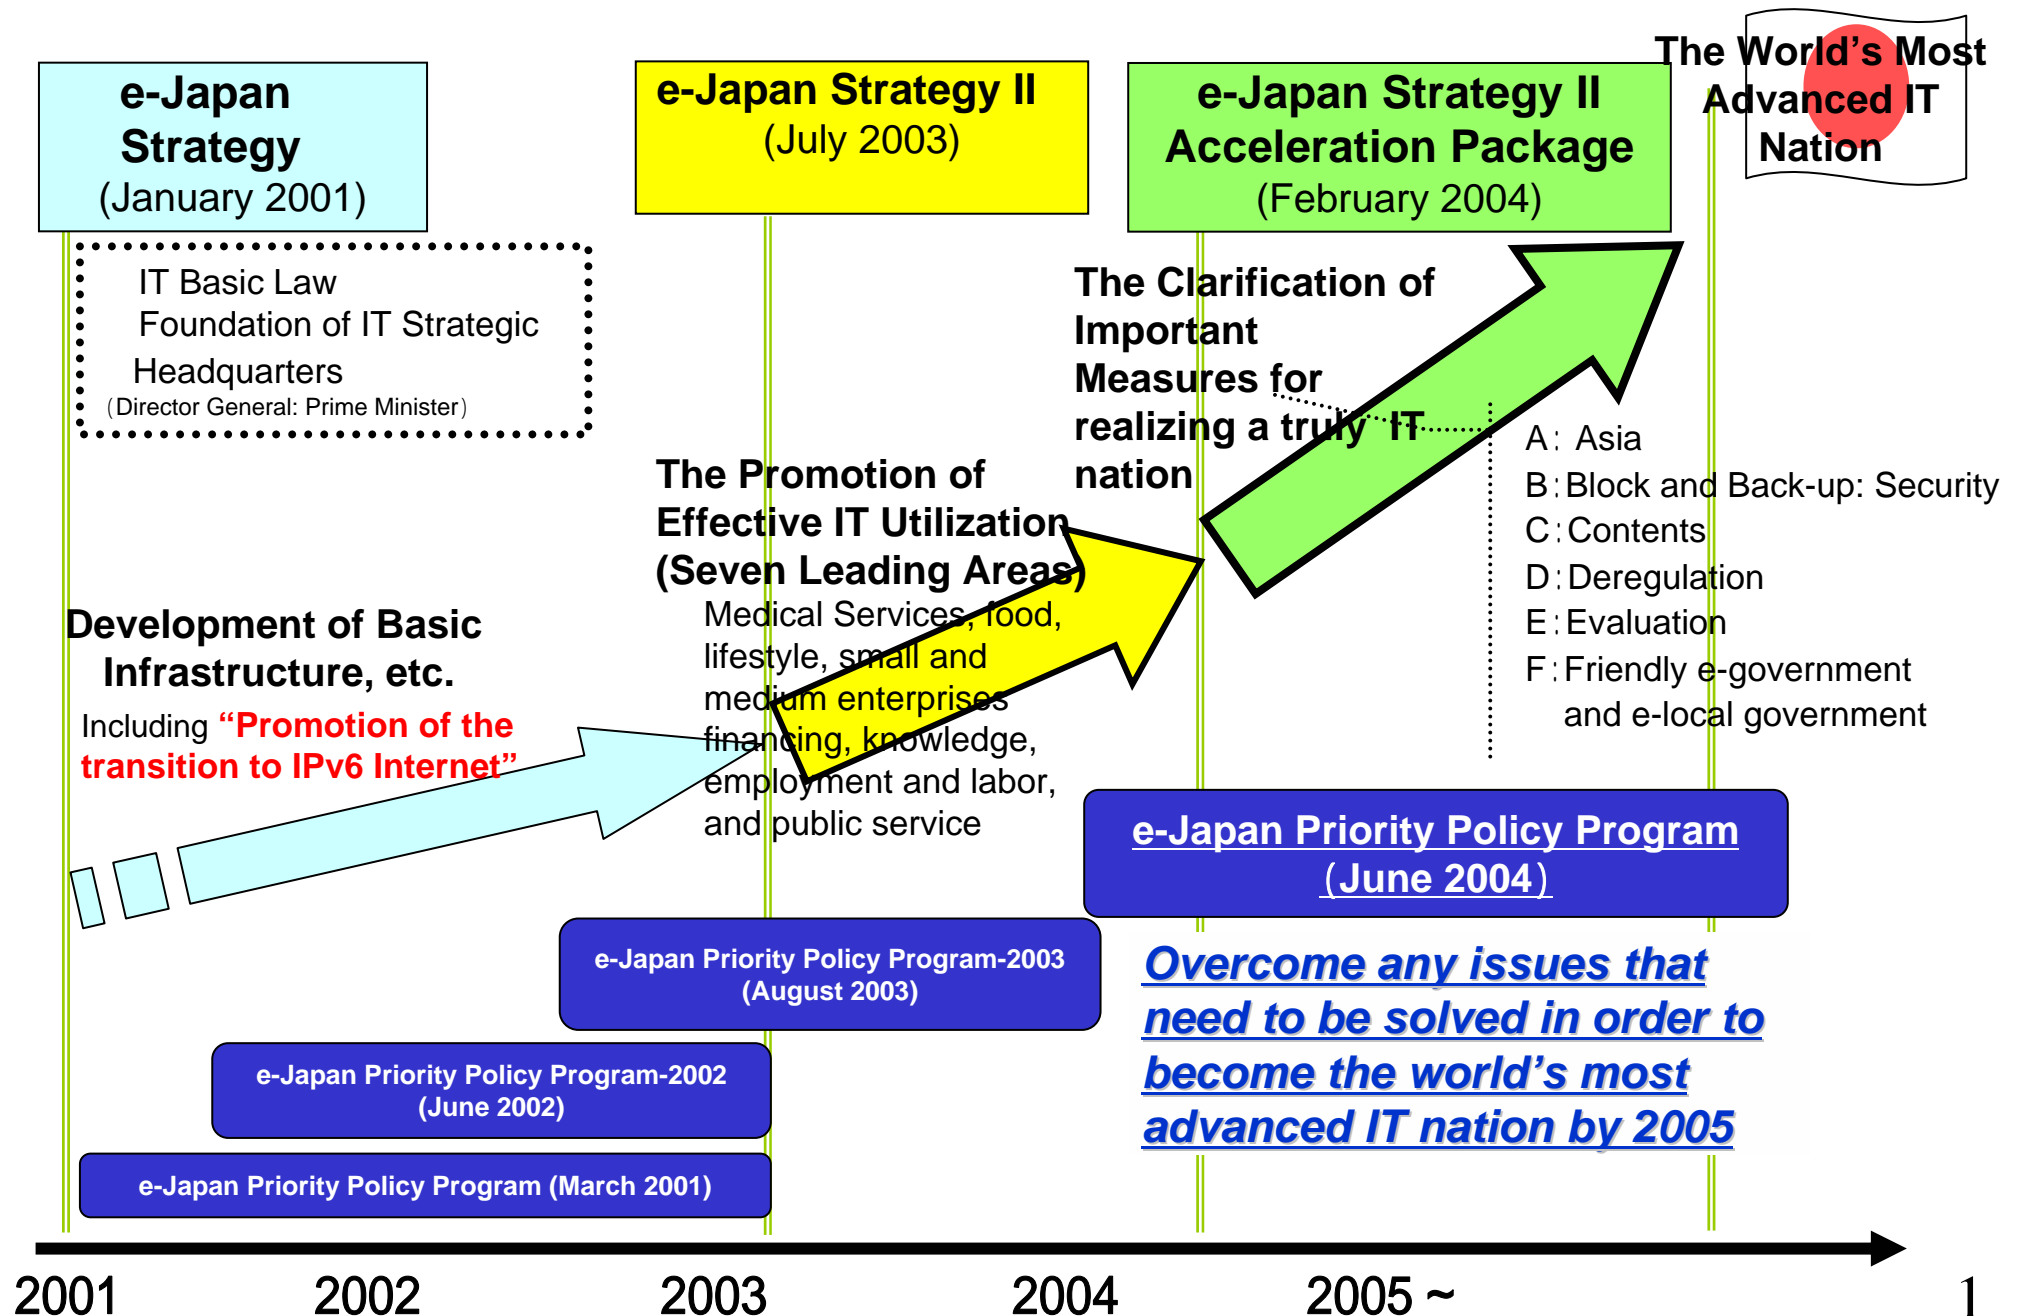 e-Japan
Strategy
(January 2001)
e-Japan Strategy II
(July 2003)
e-Japan Strategy II
Acceleration Package
(February 2004)
The World’s Most
Advanced IT
Nation
IT Basic Law
Foundation of IT Strategic
Headquarters
(Director General: Prime Minister)
The Clarification of
Important
Measures for
realizing a truly IT
nation
A: Asia
B:Block and Back-up: Security
C:Contents
D:Deregulation
E:Evaluation
F:Friendly e-government
and e-local government
The Promotion of
Effective IT Utilization
(Seven Leading Areas)
Medical Services, food,
lifestyle, small and
medium enterprises
financing, knowledge,
employment and labor,
and public service
Development of Basic
Infrastructure, etc.
Including “Promotion of the
transition to IPv6 Internet”
e-Japan Priority Policy Program
(June 2004)
e-Japan Priority Policy Program-2003
(August 2003)
Overcome any issues that
need to be solved in order to
become the world’s most
advanced IT nation by 2005
e-Japan Priority Policy Program-2002
(June 2002)
e-Japan Priority Policy Program (March 2001)
2001 2002 2003 2004 2005 ~
1